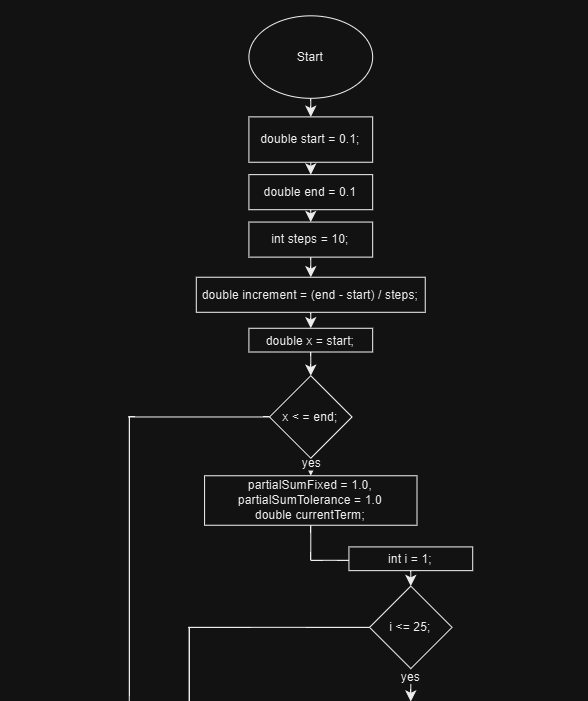 Start
double start = 0.1;
double end = 0.1
int steps = 10;
double increment = (end - start) / steps;
double x = start;
x < = end;
yes
partialSumFixed = 1.0,
partialSumTolerance = 1.0
double currentTerm;
int i = 1;
i <= 25;
yes